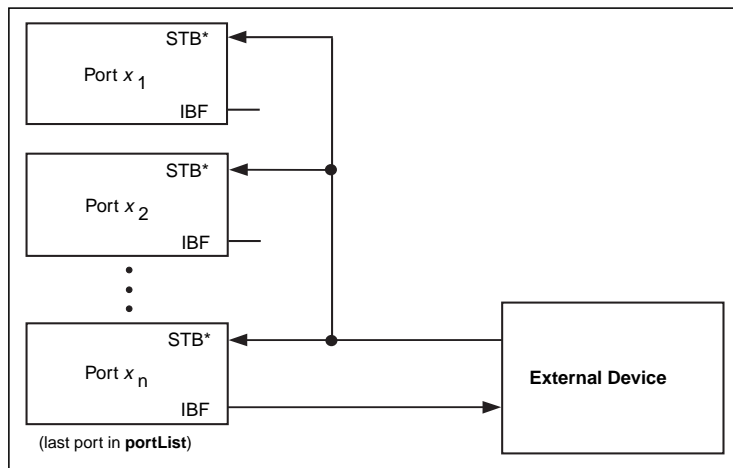 STB*
Port x 1
IBF
STB*
Port x 2
IBF
STB*
Port x n
IBF
External Device
(last port in portList)